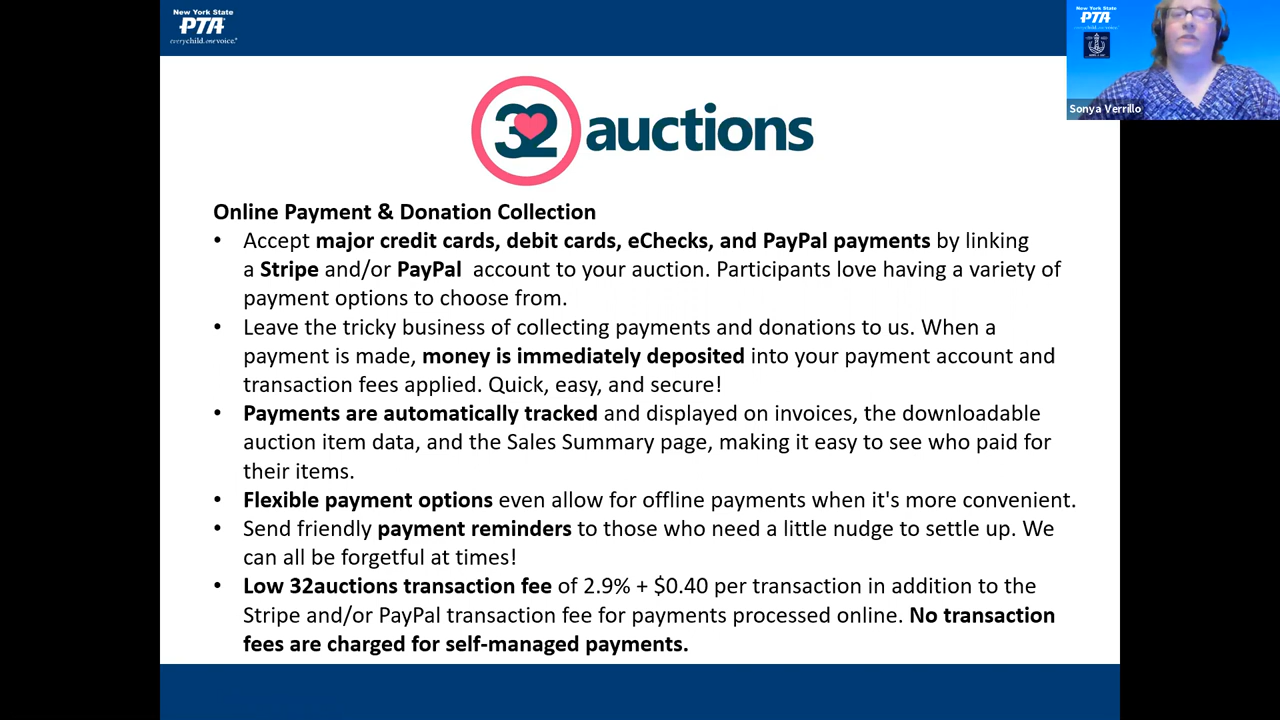 New York State
PTA
everychild.onevoice.
New York State
PTA
everychild.onevoice.
Sonya Verrillo
32 auctions
Online Payment & Donation Collection
• Accept major credit cards, debit cards, eChecks, and PayPal payments by linking
a Stripe and/or PayPal account to your auction. Participants love having a variety of
payment options to choose from.
• Leave the tricky business of collecting payments and donations to us. When a
payment is made, money is immediately deposited into your payment account and
transaction fees applied. Quick, easy, and secure!
• Payments are automatically tracked and displayed on invoices, the downloadable
auction item data, and the Sales Summary page, making it easy to see who paid for
their items.
• Flexible payment options even allow for offline payments when it's more convenient.
• Send friendly payment reminders to those who need a little nudge to settle up. We
can all be forgetful at times!
• Low 32auctions transaction fee of 2.9% + $0.40 per transaction in addition to the
Stripe and/or PayPal transaction fee for payments processed online. No transaction
fees are charged for self-managed payments.